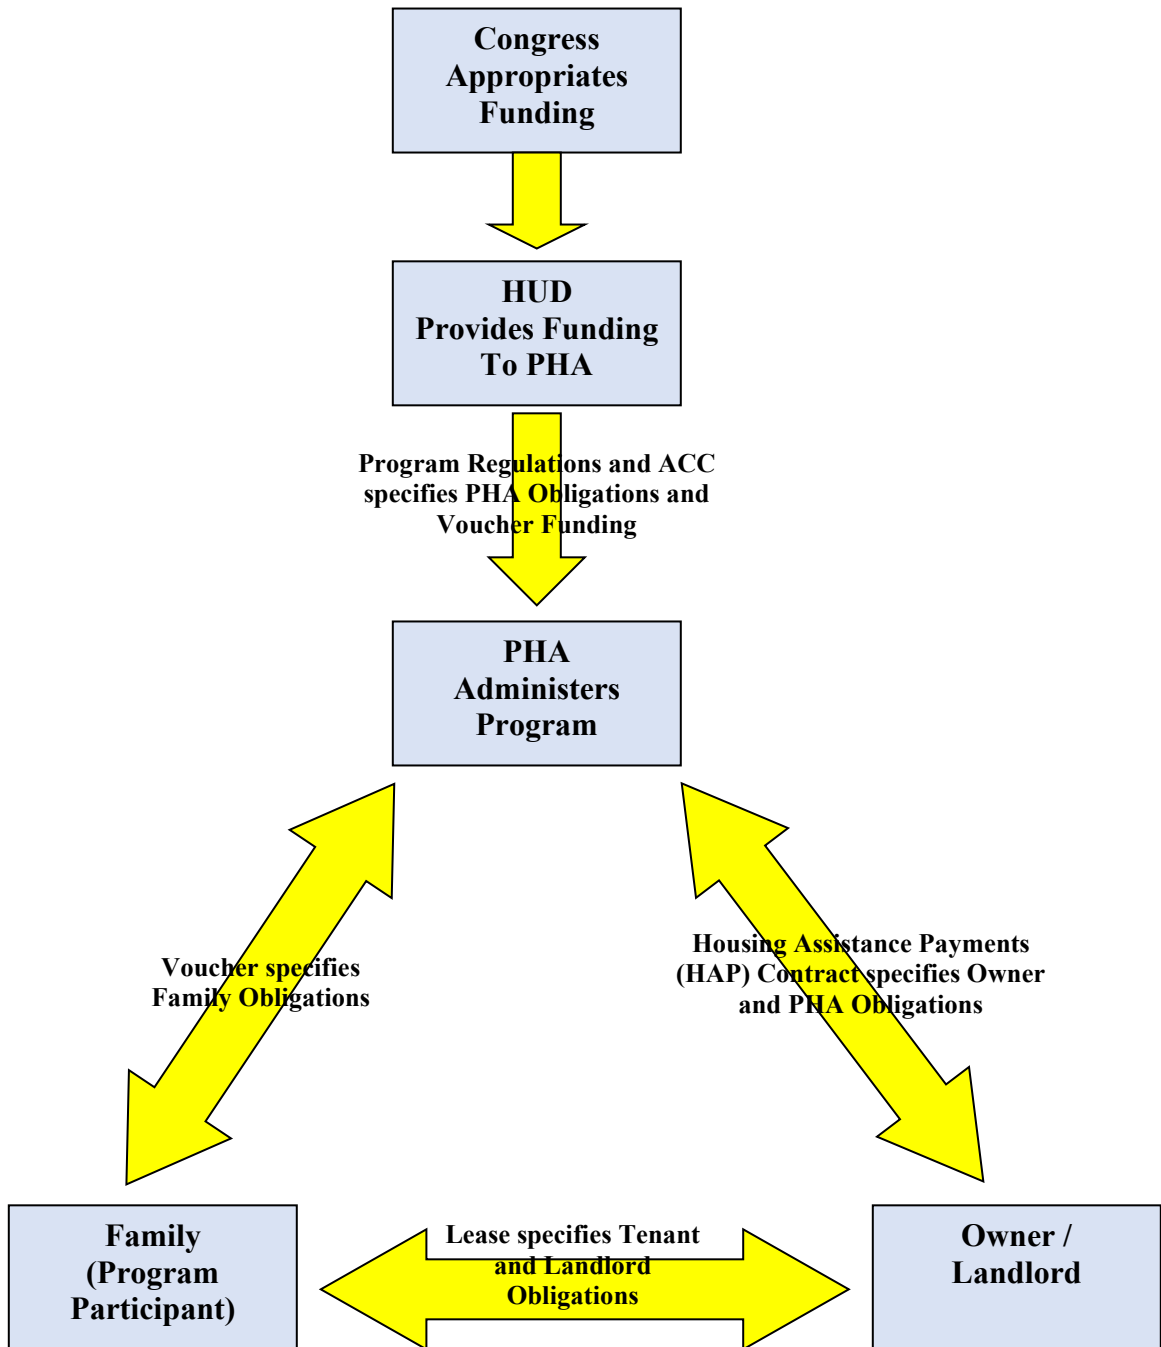 Congress
Appropriates
Funding
HUD
Provides Funding
To PHA
Program Regulations and ACC
specifies PHA Obligations and
Voucher Funding
PHA
Administers
Program
Voucher specifies
Family Obligations
Housing Assistance Payments
(HAP) Contract specifies Owner
and PHA Obligations
Family
(Program
Participant)
Lease specifies Tenant
and Landlord
Obligations
Owner /
Landlord